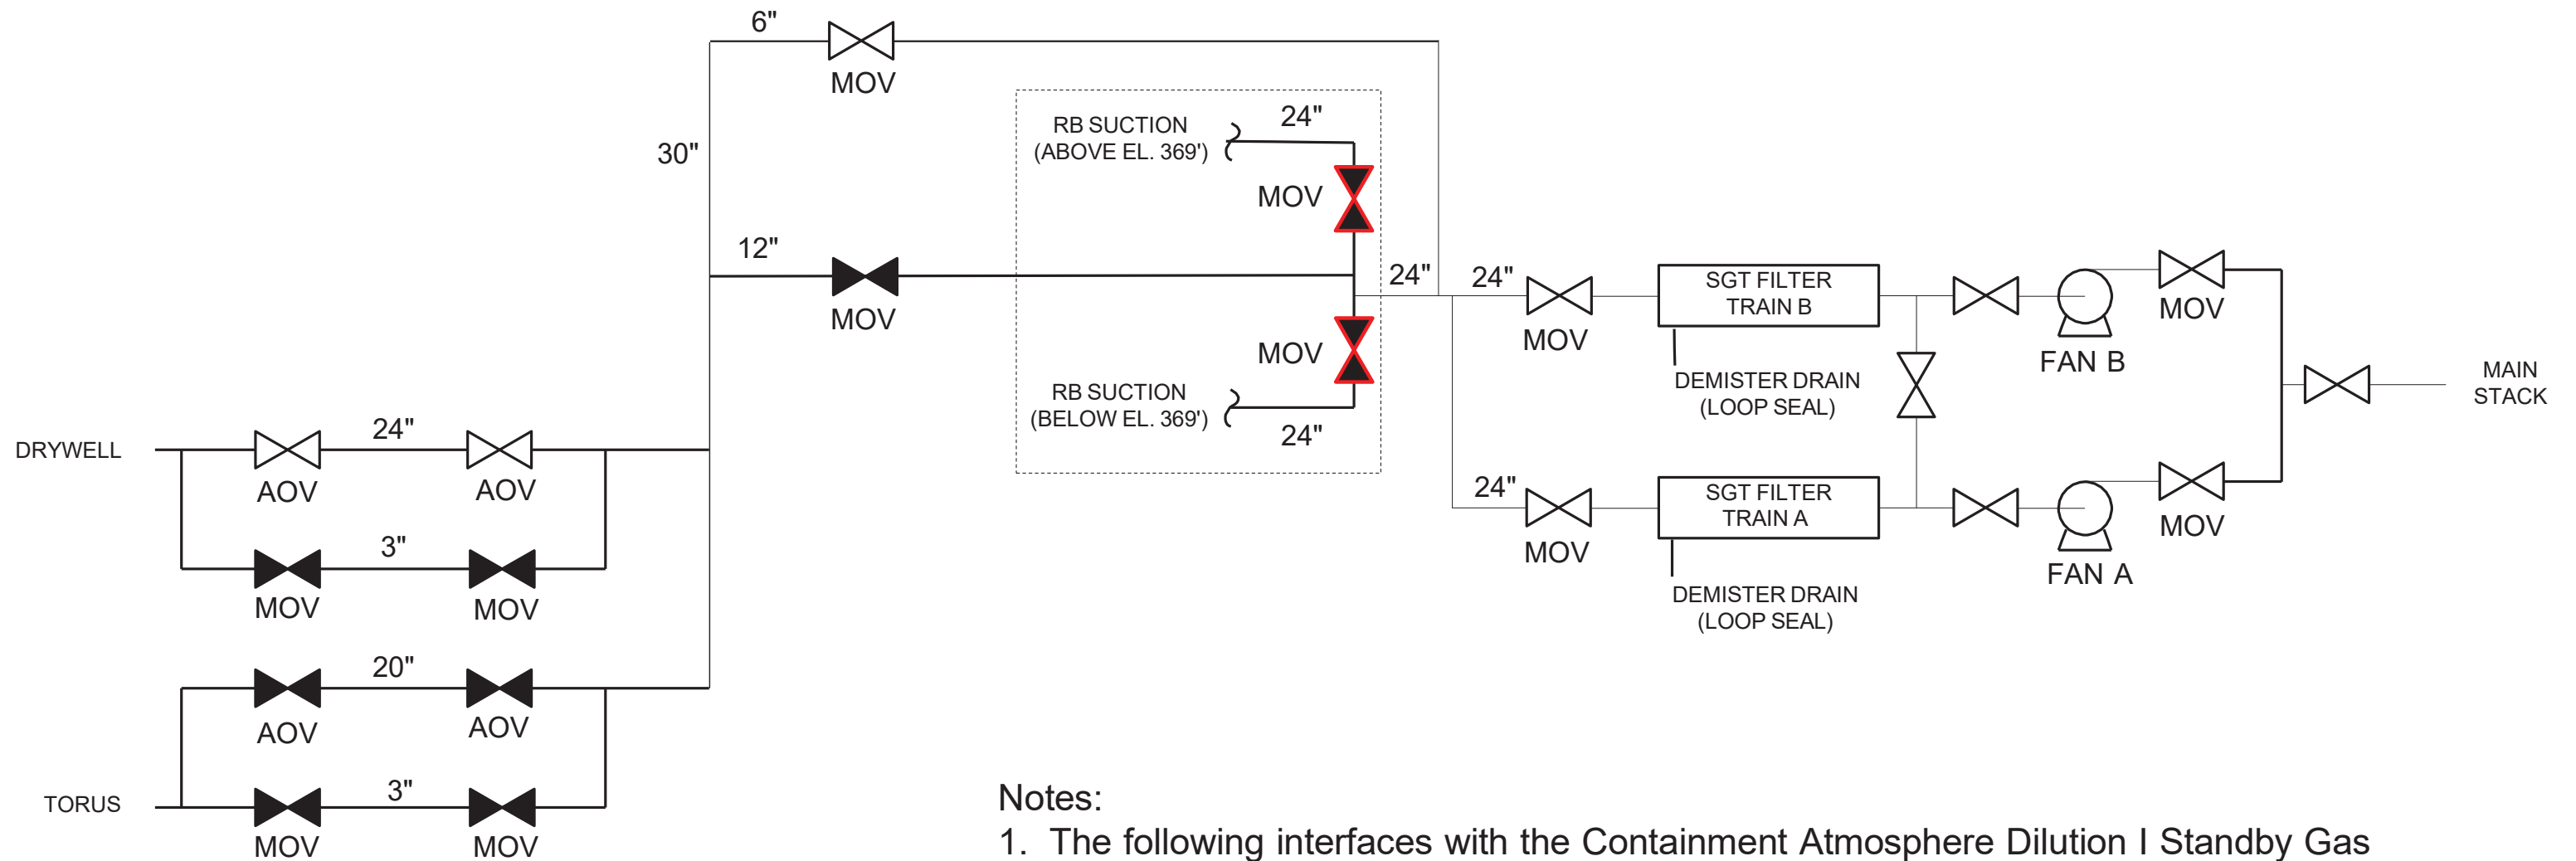 6"
MOV
30"
RB SUCTION
(ABOVE EL. 369')
24"
MOV
12"
MOV
24"
24"
MOV
MOV
RB SUCTION
(BELOW EL. 369')
24"
SGT FILTER
TRAIN B
DEMISTER DRAIN
(LOOP SEAL)
FAN B
MOV
MAIN
STACK
DRYWELL
24"
AOV
AOV
3"
MOV
MOV
24"
MOV
SGT FILTER
TRAIN A
DEMISTER DRAIN
(LOOP SEAL)
FAN A
MOV
20"
AOV
AOV
TORUS
3"
MOV
MOV
Notes:
1. The following interfaces with the Containment Atmosphere Dilution I Standby Gas